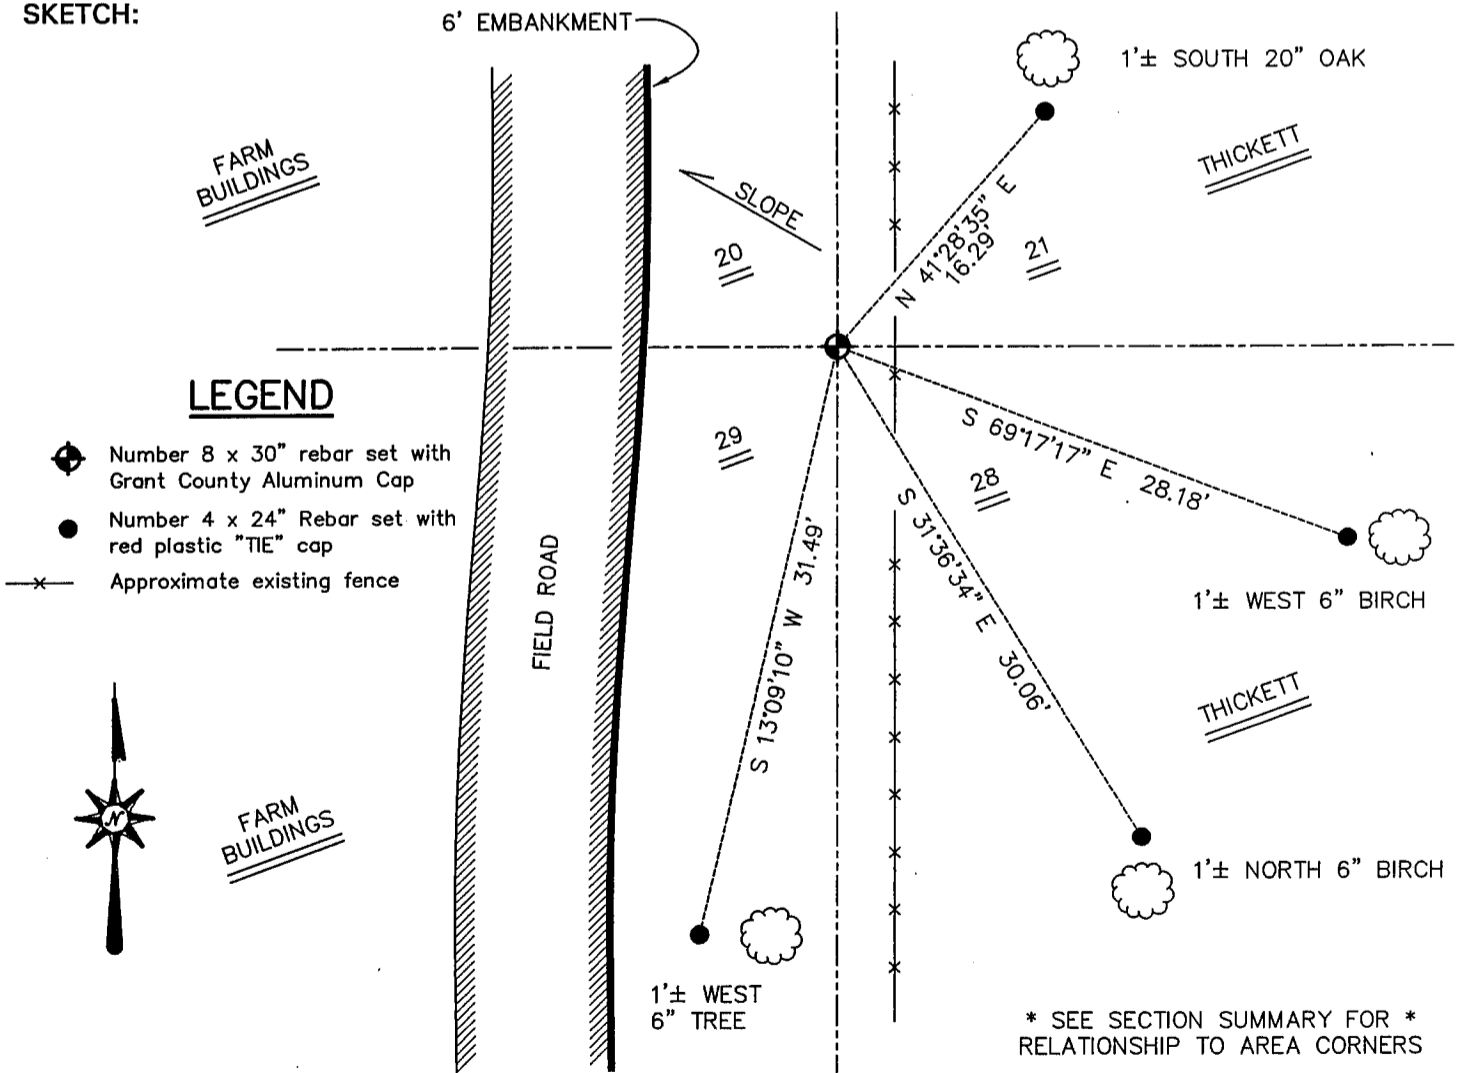 SKETCH:
6' EMBANKMENT
1'± SOUTH 20" OAK
FARM
BUILDINGS
THICKETT
SLOPE
N 41°28'35" E
16.29'
20
21
LEGEND
Number 8 x 30" rebar set with
Grant County Aluminum Cap
Number 4 x 24" Rebar set with
red plastic "TIE" cap
Approximate existing fence
29
28
S 69°17'17" E 28.18'
S 31°36'34" E 30.06'
S 13°09'10" W 31.49'
FIELD ROAD
1'± WEST 6" BIRCH
THICKETT
N
FARM
BUILDINGS
1'± NORTH 6" BIRCH
1'± WEST
6" TREE
* SEE SECTION SUMMARY FOR *
RELATIONSHIP TO AREA CORNERS